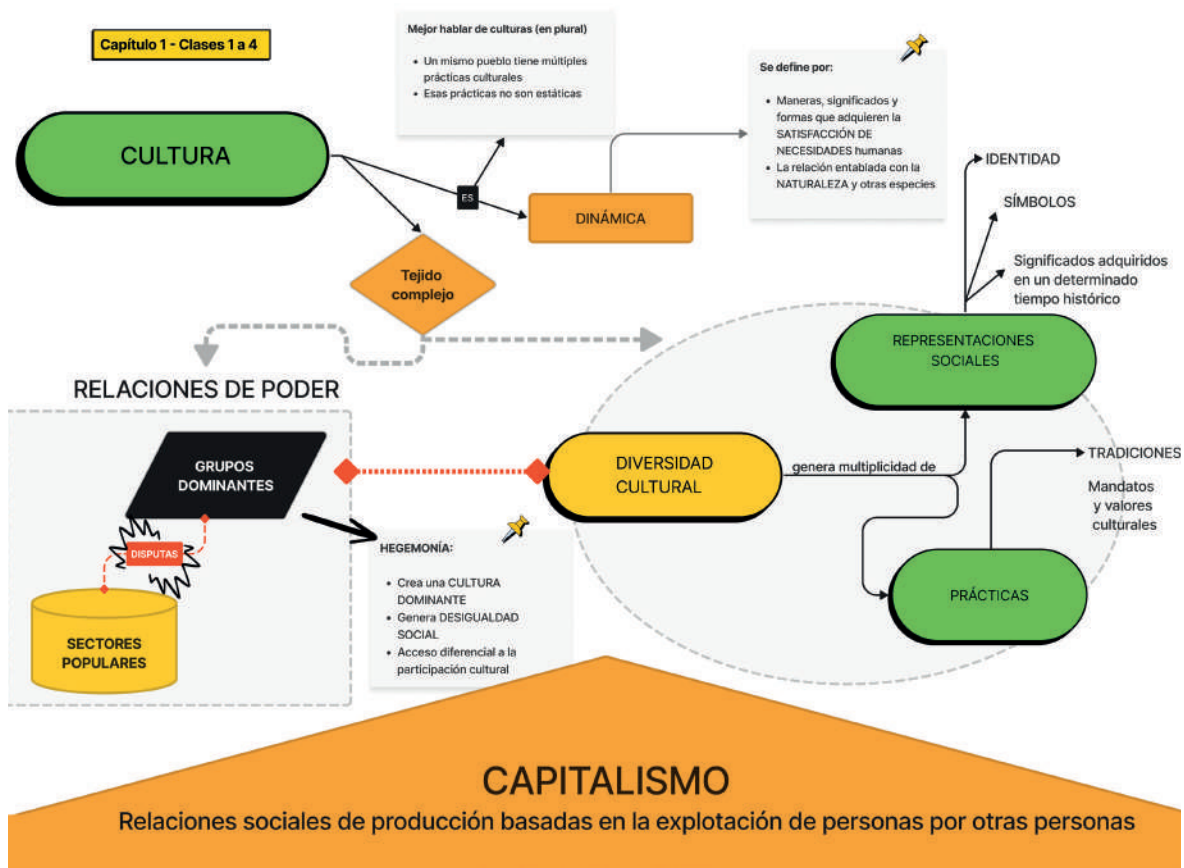 Capítulo 1 - Clases 1 a 4
CULTURA
Mejor hablar de culturas (en plural)
• Un mismo pueblo tiene múltiples
prácticas culturales
• Esas prácticas no son estáticas
ES
DINÁMICA
Se define por:
• Maneras, significados y
formas que adquieren la
SATISFACCIÓN DE
NECESIDADES humanas
• La relación entablada con la
NATURALEZA y otras especies
Tejido
complejo
IDENTIDAD
SÍMBOLOS
Significados adquiridos
en un determinado
tiempo histórico
REPRESENTACIONES
SOCIALES
RELACIONES DE PODER
GRUPOS
DOMINANTES
DISPUTAS
SECTORES
POPULARES
HEGEMONÍA:
• Crea una CULTURA
DOMINANTE
• Genera DESIGUALDAD
SOCIAL
• Acceso diferencial a la
participación cultural
DIVERSIDAD
CULTURAL
genera multiplicidad de
TRADICIONES
Mandatos
y valores
culturales
PRÁCTICAS
CAPITALISMO
Relaciones sociales de producción basadas en la explotación de personas por otras personas